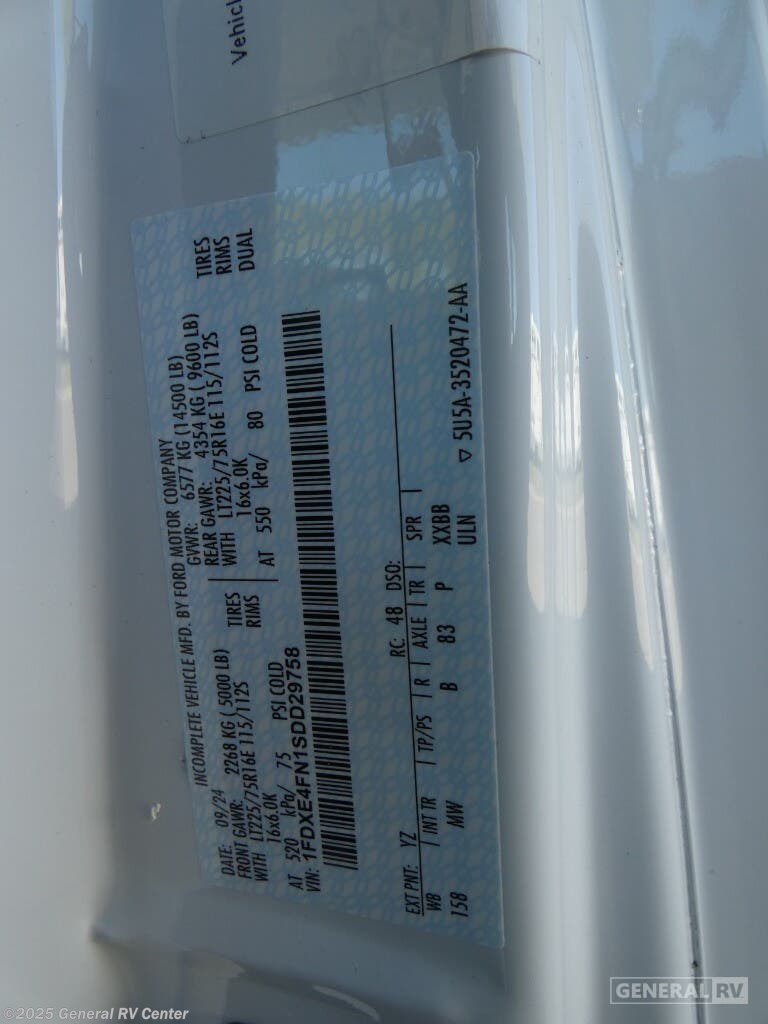 Vehicl
INCOMPLETE VEHICLE MFD. BY FORD MOTOR COMPANY
DATE: 09/24 GVWR: 6577 KG (14500 LB)
FRONT GAWR: 2268 KG ( 5000 LB) REAR GAWR: 4354 KG ( 9600 LB)
WITH LT225/75R16E 115/112S TIRES WITH LT225/75R16E 115/112S TIRES
16x6.0K RIMS 16x6.0K RIMS
AT 520 kPa/ 75 PSI COLD AT 550 kPa/ 80 PSI COLD DUAL
VIN: 1FDXE4FN1SDD29758
EXT PNT: YZ RC: 48 DSO:
WB | INT TR | TP/PS | R | AXLE | TR | SPR |
158 MW B 83 P XXBB
ULN
▽ 5U5A-3520472-AA
©2025 General RV Center
GENERAL RV